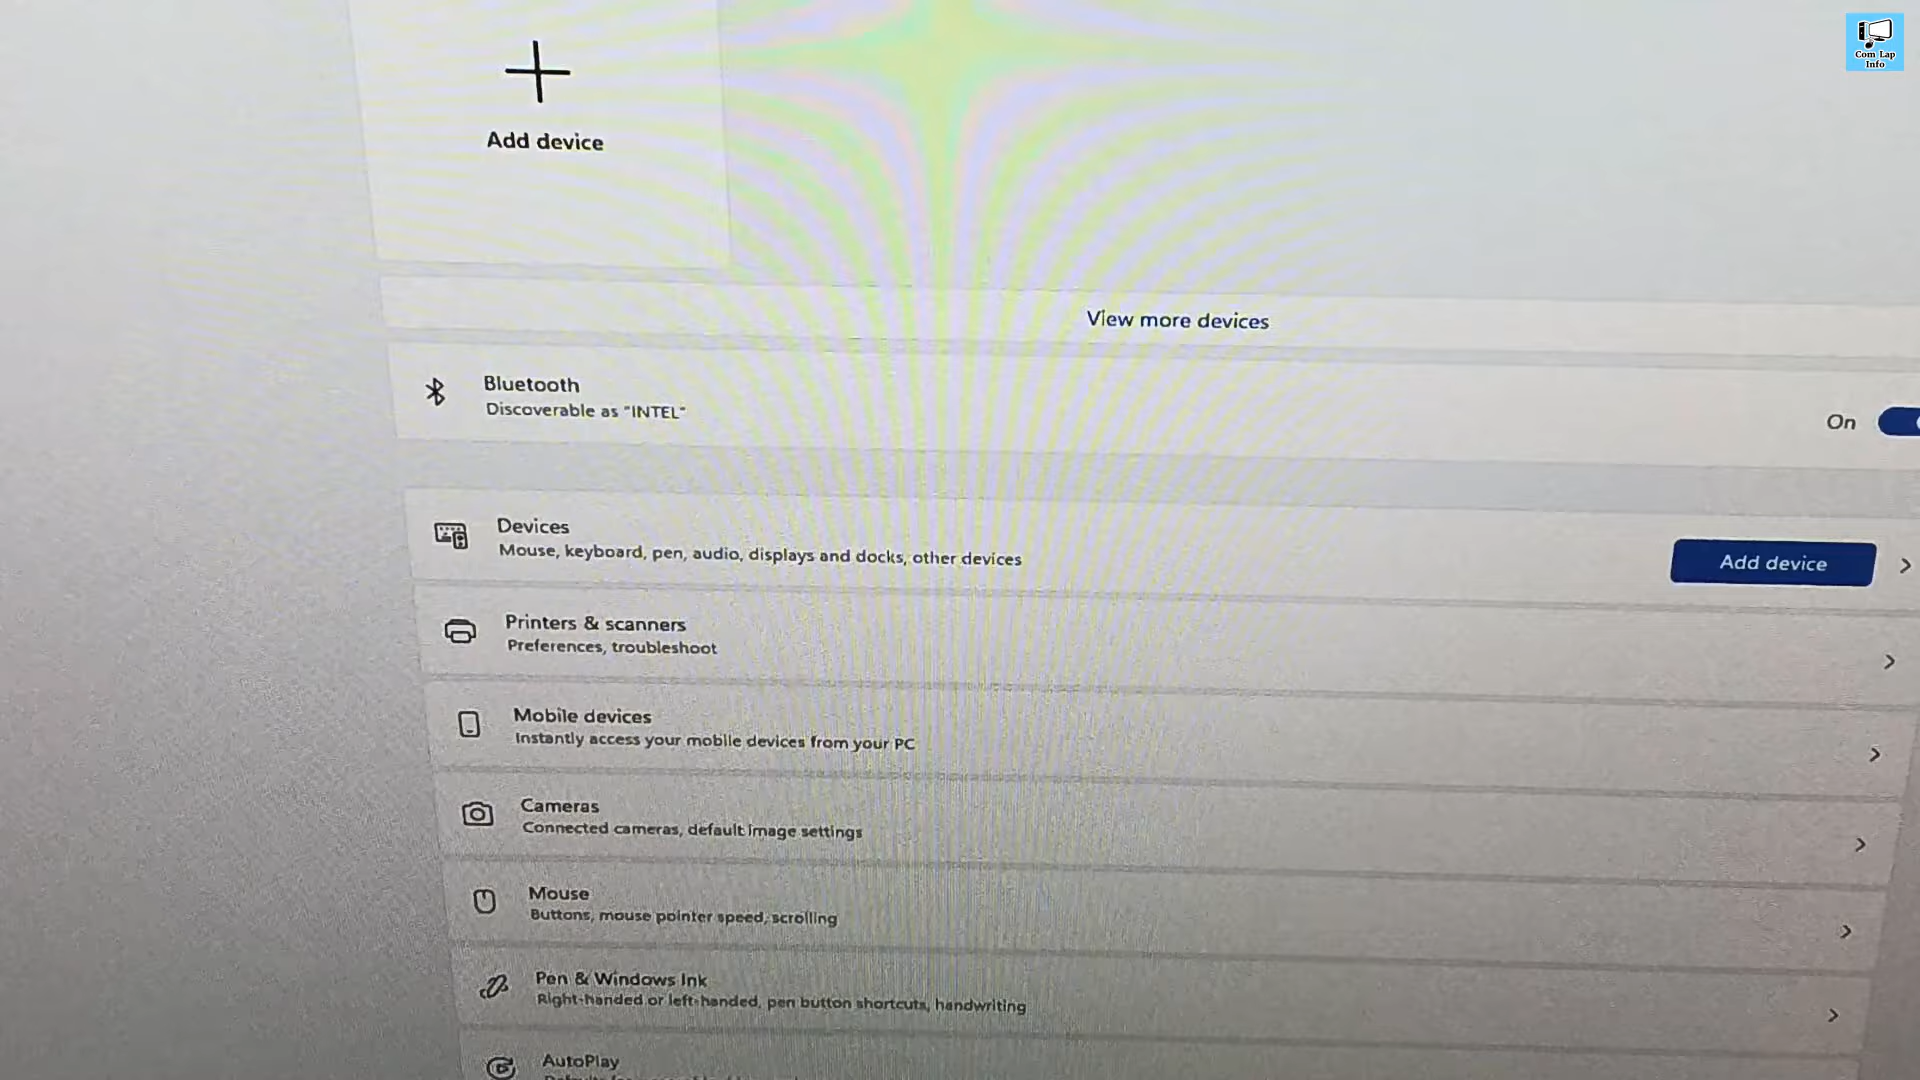 Com Lap
Info
Add device
View more devices
Bluetooth
Discoverable as "INTEL"
On
Devices
Mouse, keyboard, pen, audio, displays and docks, other devices
Add device
Printers & scanners
Preferences, troubleshoot
Mobile devices
Instantly access your mobile devices from your PC
Cameras
Connected cameras, default image settings
Mouse
Buttons, mouse pointer speed, scrolling
Pen & Windows Ink
Right-handed or left-handed, pen button shortcuts, handwriting
AutoPlay